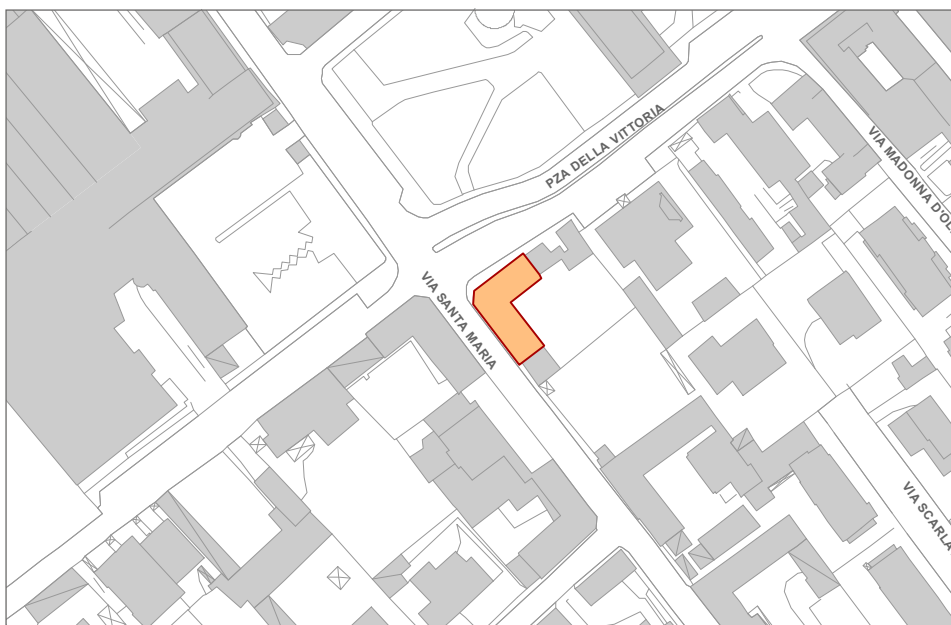 PZA DELLA VITTORIA
VIA MADONNA D'OL
VIA SANTA MARIA
VIA SCARLA